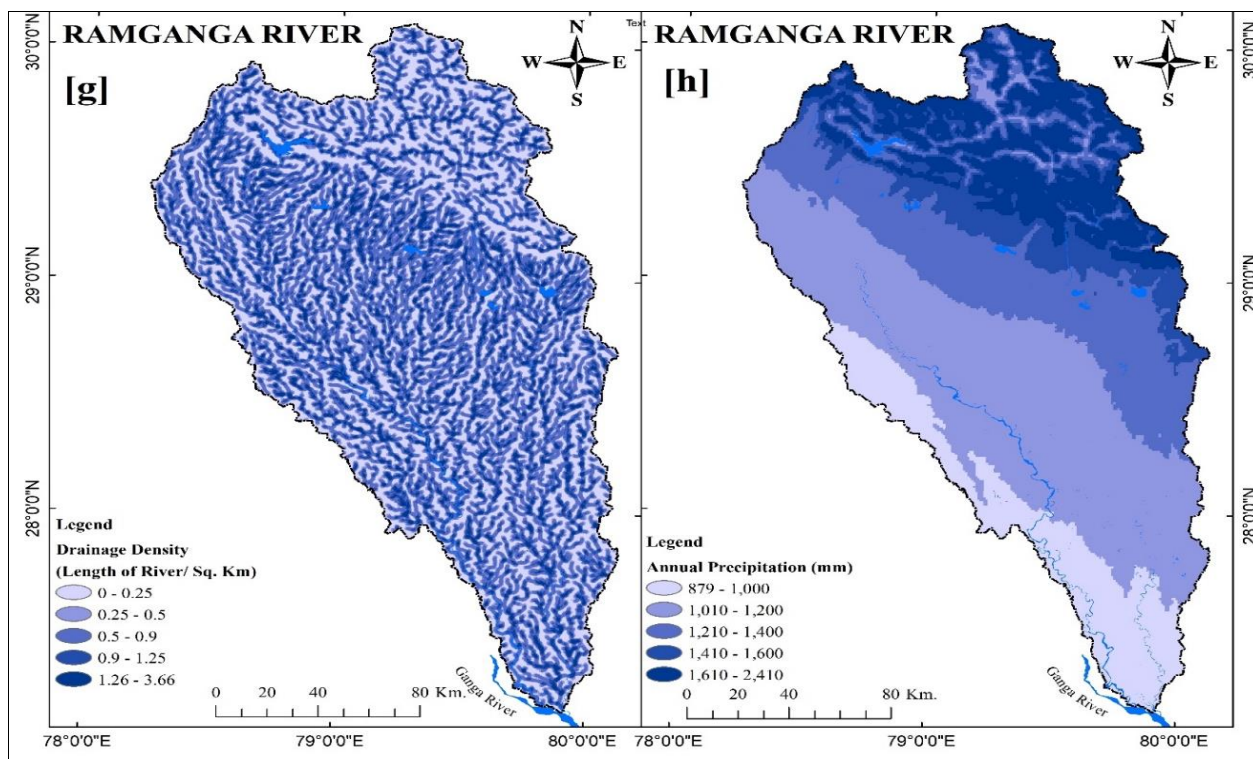 RAMGANGA RIVER
[g]
N
W E
S
30°0'0"N
29°0'0"N
28°0'0"N
Legend
Drainage Density
(Length of River/ Sq. Km)
0 - 0.25
0.25 - 0.5
0.5 - 0.9
0.9 - 1.25
1.26 - 3.66
0 20 40 80 Km.
Ganga River
78°0'0"E 79°0'0"E 80°0'0"E
Text
RAMGANGA RIVER
[h]
N
W E
S
30°0'0"N
29°0'0"N
28°0'0"N
Legend
Annual Precpitation (mm)
879 - 1,000
1,010 - 1,200
1,210 - 1,400
1,410 - 1,600
1,610 - 2,410
0 20 40 80 Km.
Ganga River
78°0'0"E 79°0'0"E 80°0'0"E